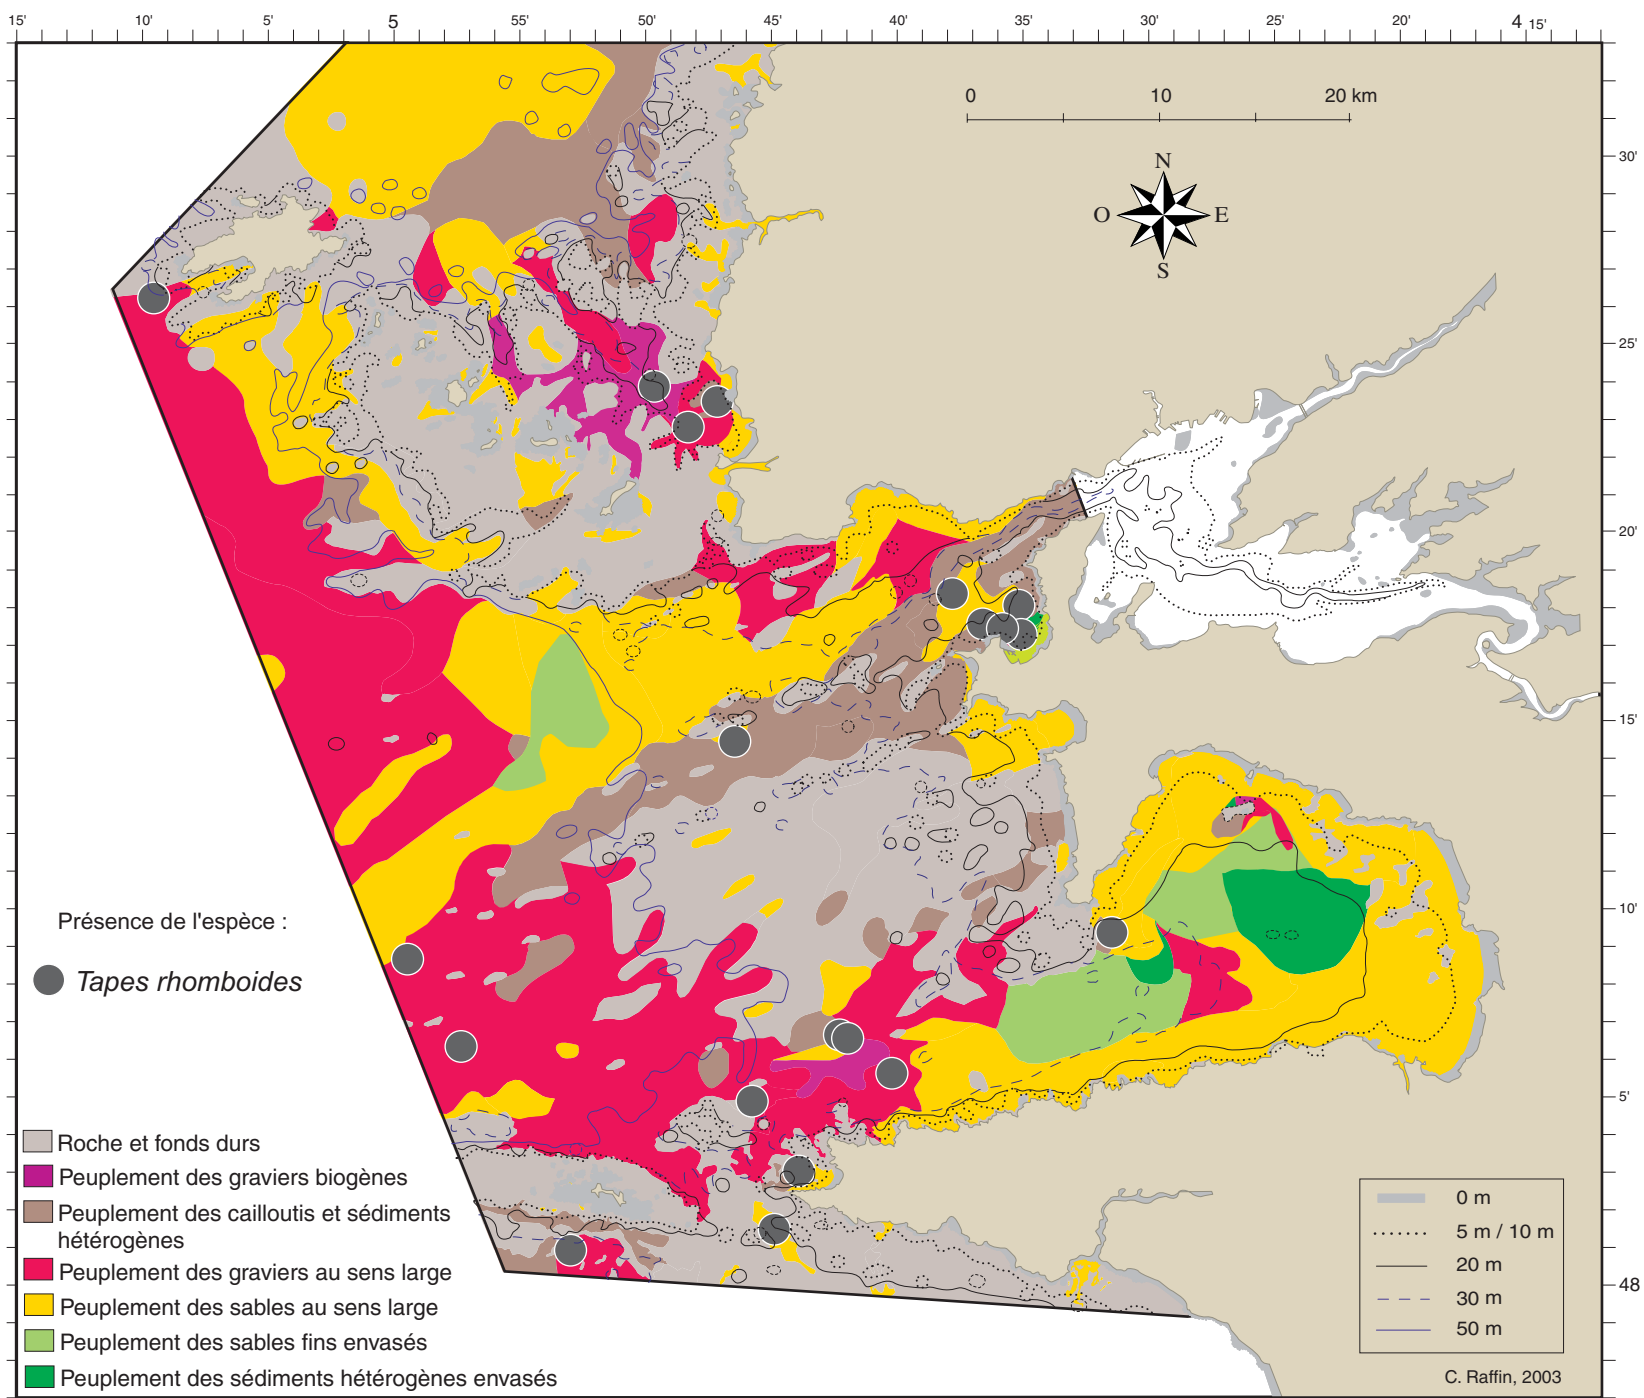 15' 10' 5' 5 55' 50' 45' 40' 35' 30' 25' 20' 4 15'
0 10 20 km
30'
N
O E
S
25'
20'
15'
10'
Présence de l'espèce :
Tapes rhomboides
5'
Roche et fonds durs
Peuplement des graviers biogènes
Peuplement des cailloutis et sédiments
hétérogènes
Peuplement des graviers au sens large
Peuplement des sables au sens large
Peuplement des sables fins envasés
Peuplement des sédiments hétérogènes envasés
0 m
5 m / 10 m
20 m
30 m
50 m
48
C. Raffin, 2003